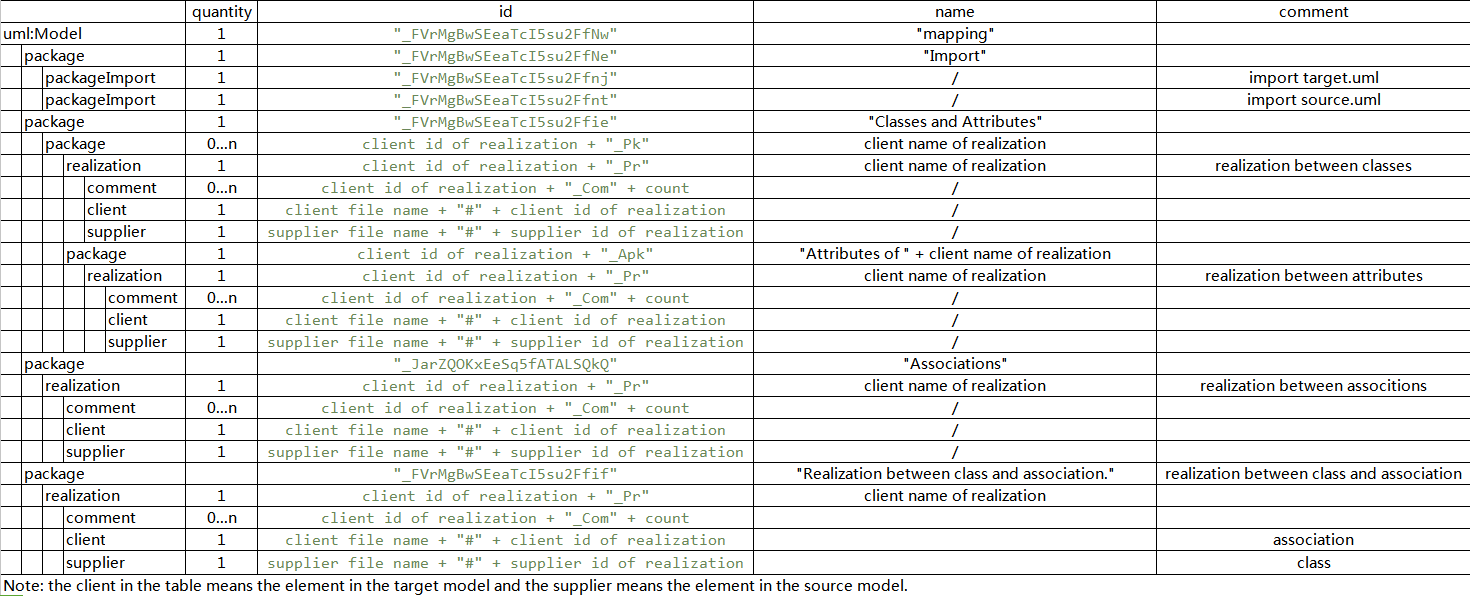 quantity id name comment
uml:Model 1 "_FVrMgBwSEeaTcI5su2FfNw" "mapping"
package 1 "_FVrMgBwSEeaTcI5su2FfNe" "Import"
packageImport 1 "_FVrMgBwSEeaTcI5su2Ffnj" / import target.uml
packageImport 1 "_FVrMgBwSEeaTcI5su2Ffnt" / import source.uml
package 1 "_FVrMgBwSEeaTcI5su2Ffie" "Classes and Attributes"
package 0...n client id of realization + "_Pk" client name of realization
realization 1 client id of realization + "_Pr" client name of realization realization between classes
comment 0...n client id of realization + "_Com" + count /
client 1 client file name + "#" + client id of realization /
supplier 1 supplier file name + "#" + supplier id of realization /
package 1 client id of realization + "_Apk" "Attributes of " + client name of realization
realization 1 client id of realization + "_Pr" client name of realization realization between attributes
comment 0...n client id of realization + "_Com" + count /
client 1 client file name + "#" + client id of realization /
supplier 1 supplier file name + "#" + supplier id of realization /
package "_JarZQOKxEeSq5fATALSQkQ" "Associations"
realization 1 client id of realization + "_Pr" client name of realization realization between associtions
comment 0...n client id of realization + "_Com" + count /
client 1 client file name + "#" + client id of realization /
supplier 1 supplier file name + "#" + supplier id of realization /
package "_FVrMgBwSEeaTcI5su2Ffif" "Realization between class and association." realization between class and association
realization 1 client id of realization + "_Pr" client name of realization
comment 0...n client id of realization + "_Com" + count
client 1 client file name + "#" + client id of realization association
supplier 1 supplier file name + "#" + supplier id of realization class
Note: the client in the table means the element in the target model and the supplier means the element in the source model.